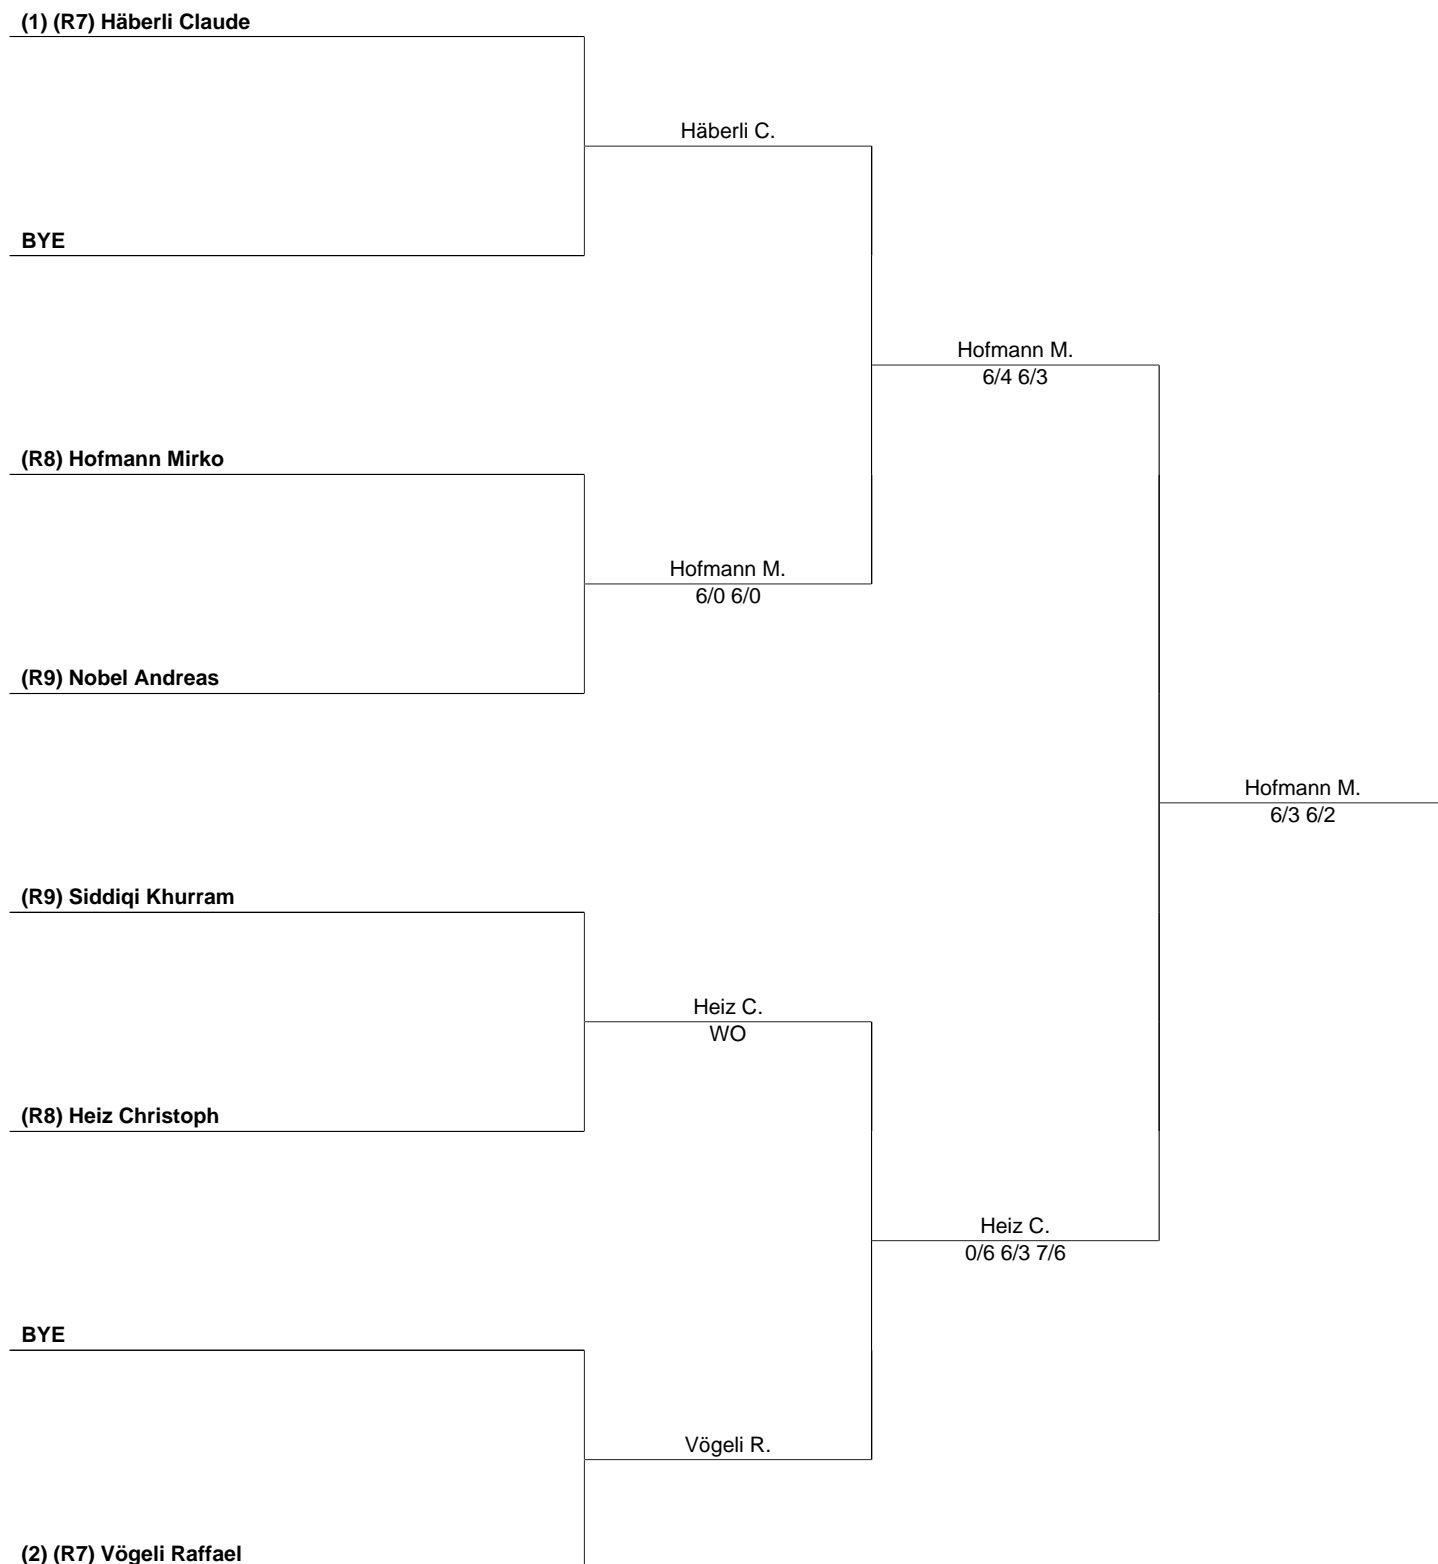 (1) (R7) Häberli Claude
Häberli C.
BYE
Hofmann M.
6/4 6/3
(R8) Hofmann Mirko
Hofmann M.
6/0 6/0
(R9) Nobel Andreas
Hofmann M.
6/3 6/2
(R9) Siddiqi Khurram
Heiz C.
WO
(R8) Heiz Christoph
Heiz C.
0/6 6/3 7/6
BYE
Vögeli R.
(2) (R7) Vögeli Raffael